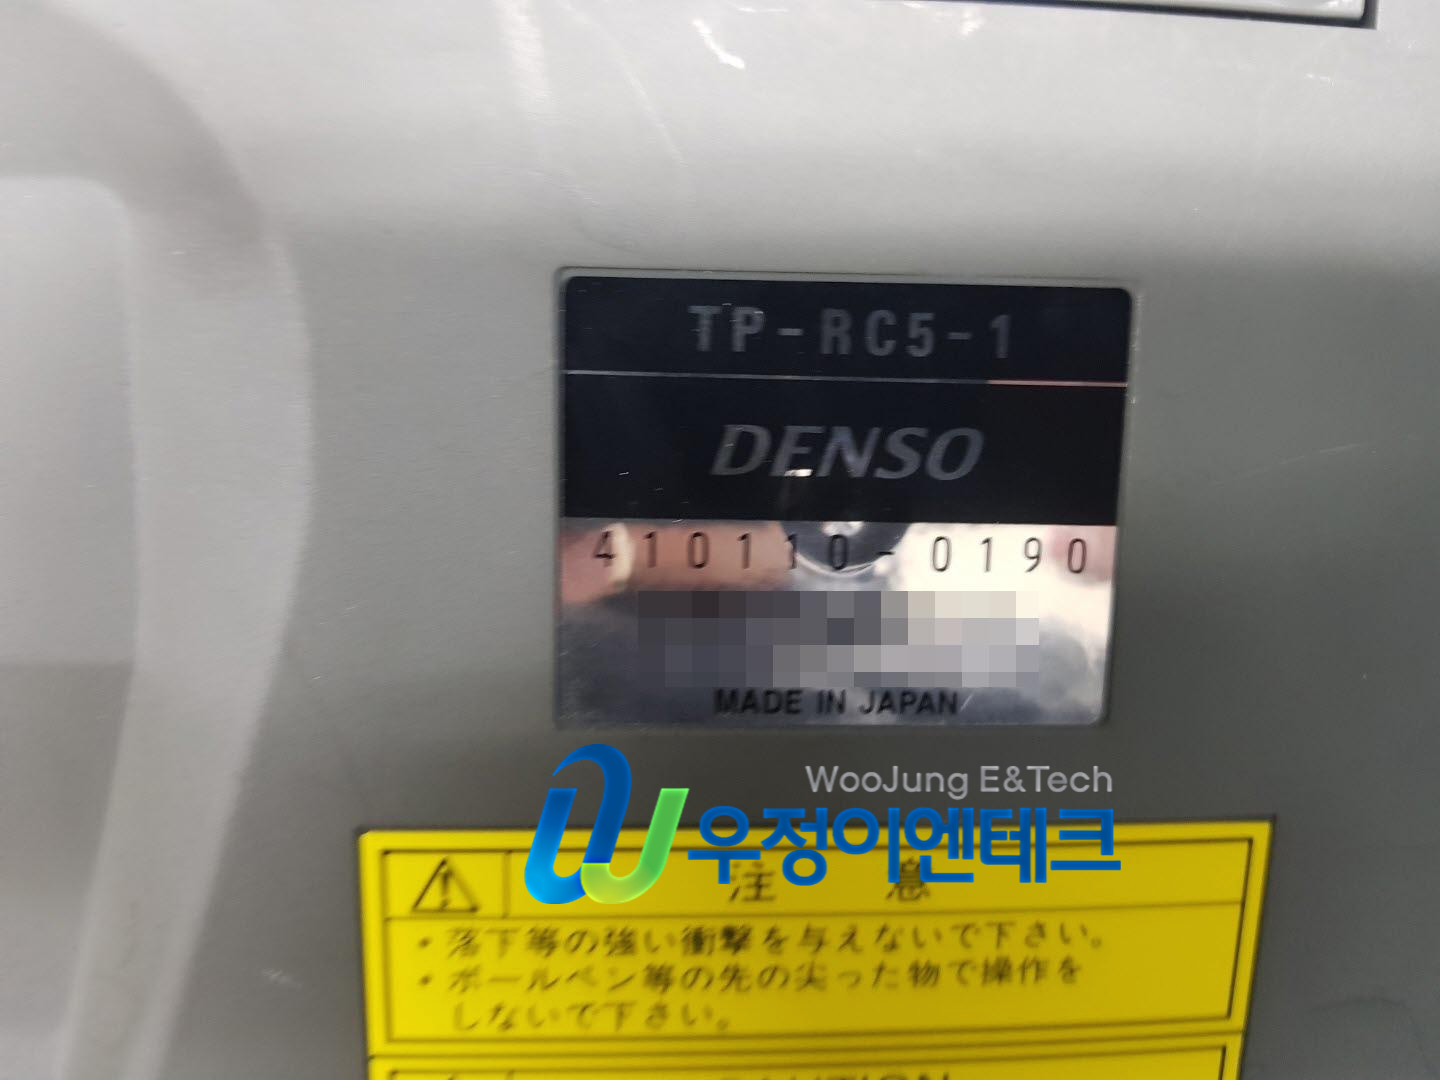 TP-RC5-1
DENSO
410110-0190
MADE IN JAPAN
WooJung E&Tech
우정이엔테크
注 意
・落下等の強い衝撃を与えないで下さい。
・ボールペン等の先の尖った物で操作を
しないで下さい。
CAUTION